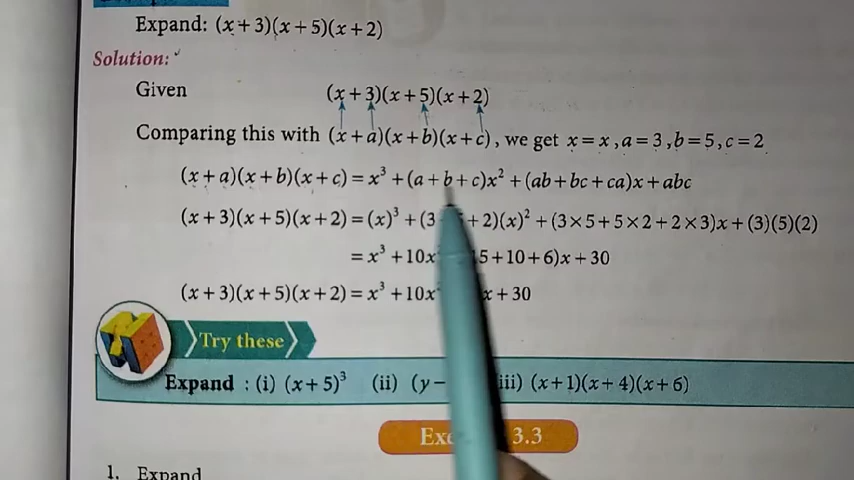 Expand: (x+3)(x+5)(x+2)
Solution:
Given (x+3)(x+5)(x+2)
Comparing this with (x+a)(x+b)(x+c), we get x=x, a=3, b=5, c=2
(x+a)(x+b)(x+c) = x³ + (a+b+c)x² + (ab+bc+ca)x + abc
(x+3)(x+5)(x+2) = (x)³ + (3 + 2)(x)² + (3×5+5×2+2×3)x + (3)(5)(2)
= x³ + 10x 5+10+6)x + 30
(x+3)(x+5)(x+2) = x³ + 10x x + 30
Try these
Expand : (i) (x+5)³ (ii) (y− iii) (x+1)(x+4)(x+6)
3.3
1. Expand